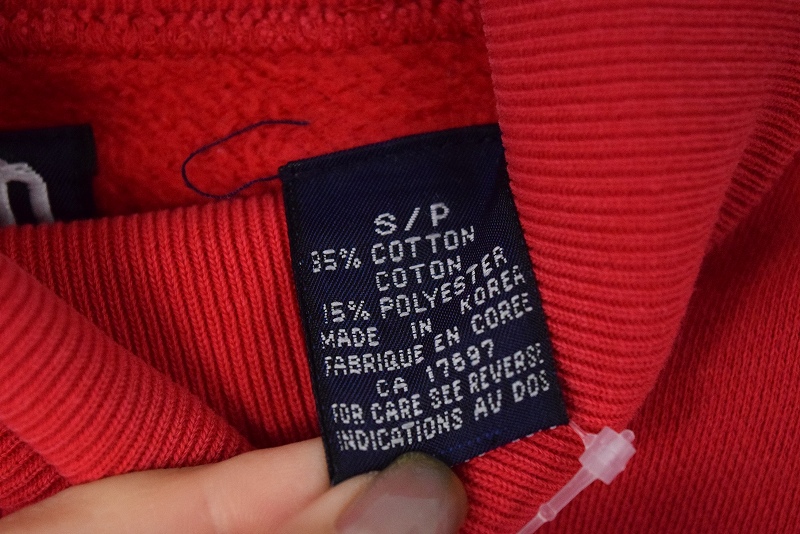 S/P
85% COTTON
COTON
15% POLYESTER
MADE IN KOREA
FABRIQUE EN COREE
CA 17697
FOR CARE SEE REVERSE
INDICATIONS AU DOS